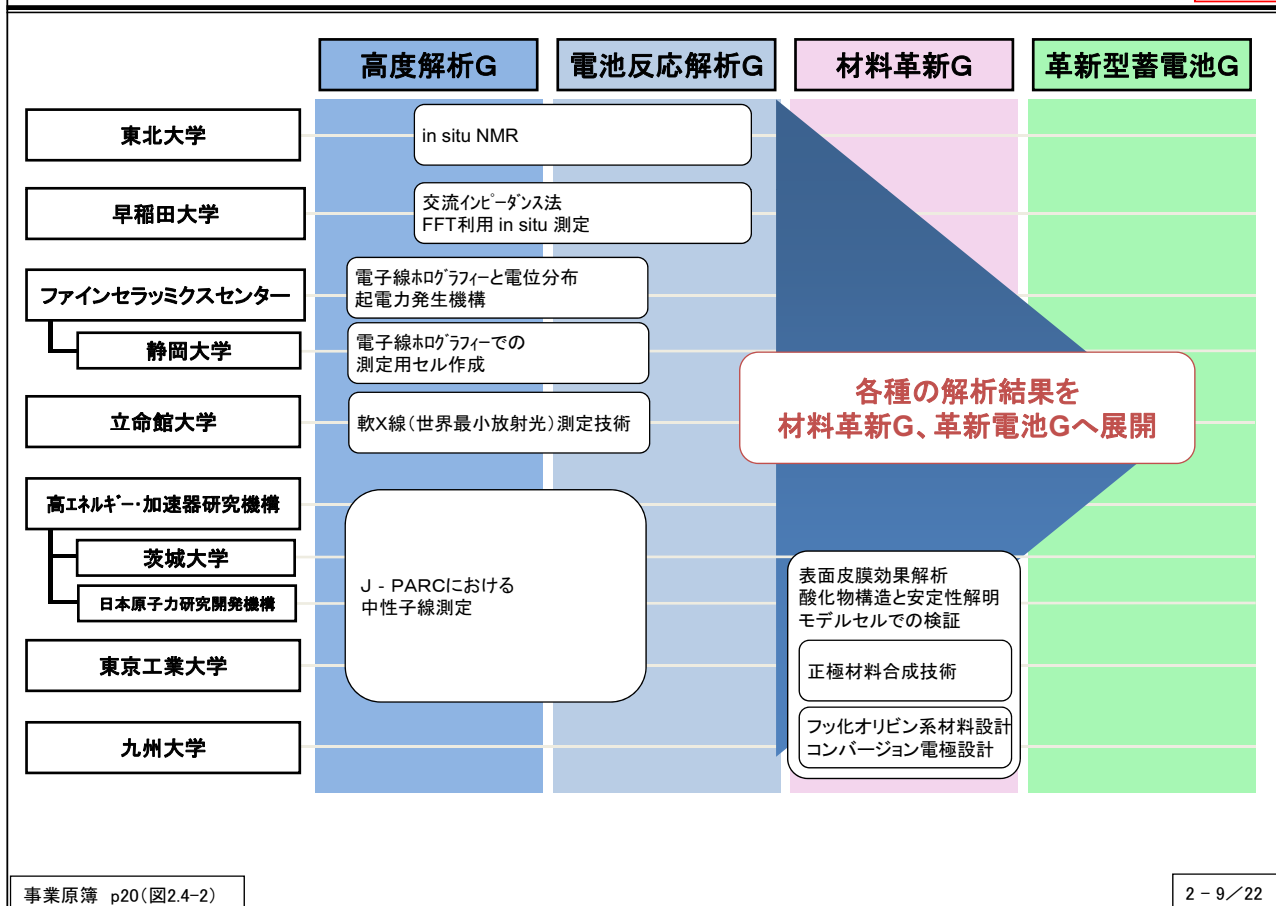 高度解析G
電池反応解析G
材料革新G
革新型蓄電池G
東北大学
in situ NMR
早稲田大学
交流ｲﾝﾋﾟｰﾀﾞﾝｽ法
FFT利用 in situ 測定
ファインセラッミクスセンター
電子線ﾎﾛｸﾞﾗﾌｨｰと電位分布
起電力発生機構
静岡大学
電子線ﾎﾛｸﾞﾗﾌｨｰでの
測定用セル作成
各種の解析結果を
材料革新G、革新電池Gへ展開
立命館大学
軟X線（世界最小放射光）測定技術
高ｴﾈﾙｷﾞｰ・加速器研究機構
茨城大学
日本原子力研究開発機構
J - PARCにおける
中性子線測定
表面皮膜効果解析
酸化物構造と安定性解明
モデルセルでの検証
東京工業大学
正極材料合成技術
九州大学
フッ化オリビン系材料設計
コンバージョン電極設計
事業原簿 p20（図2.4-2）
2 - 9／22